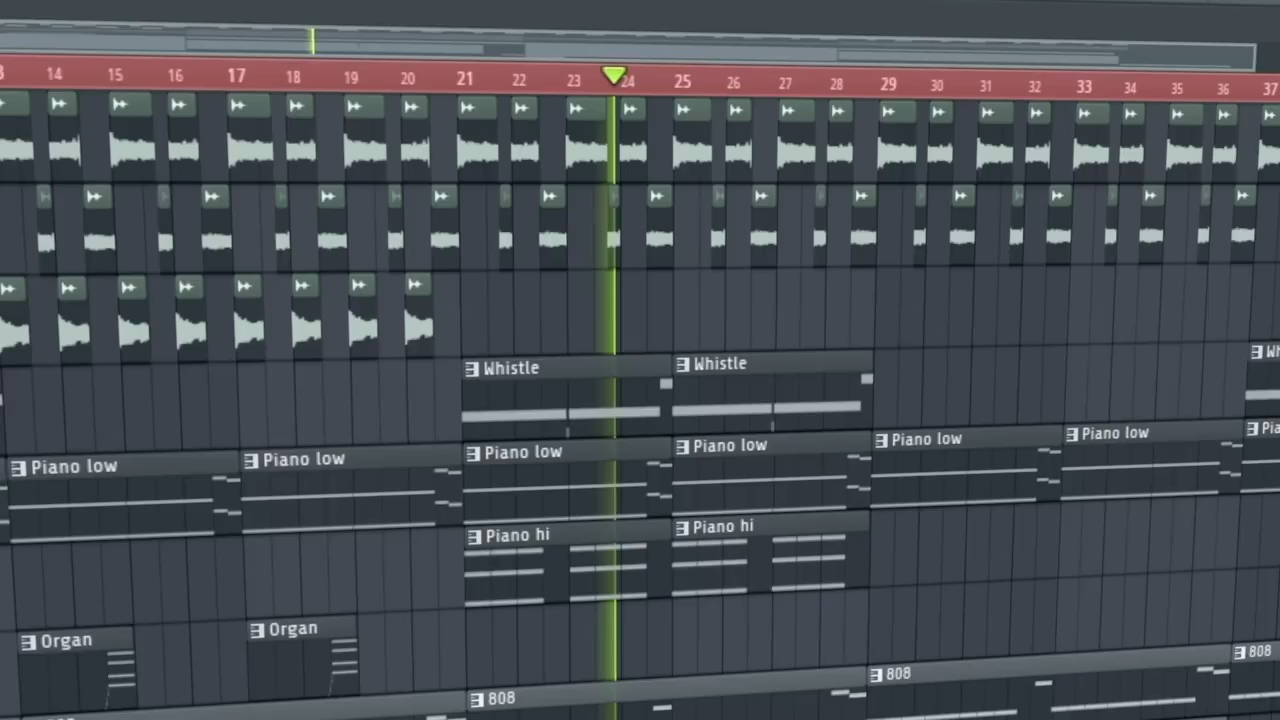 14 15 16 17 18 19 20 21 22 23 24 25 26 27 28 29 30 31 32 33 34 35 36 37
Whistle Whistle
Piano low Piano low Piano low Piano low Piano low Piano low
Piano hi Piano hi
Organ Organ
808 808 808